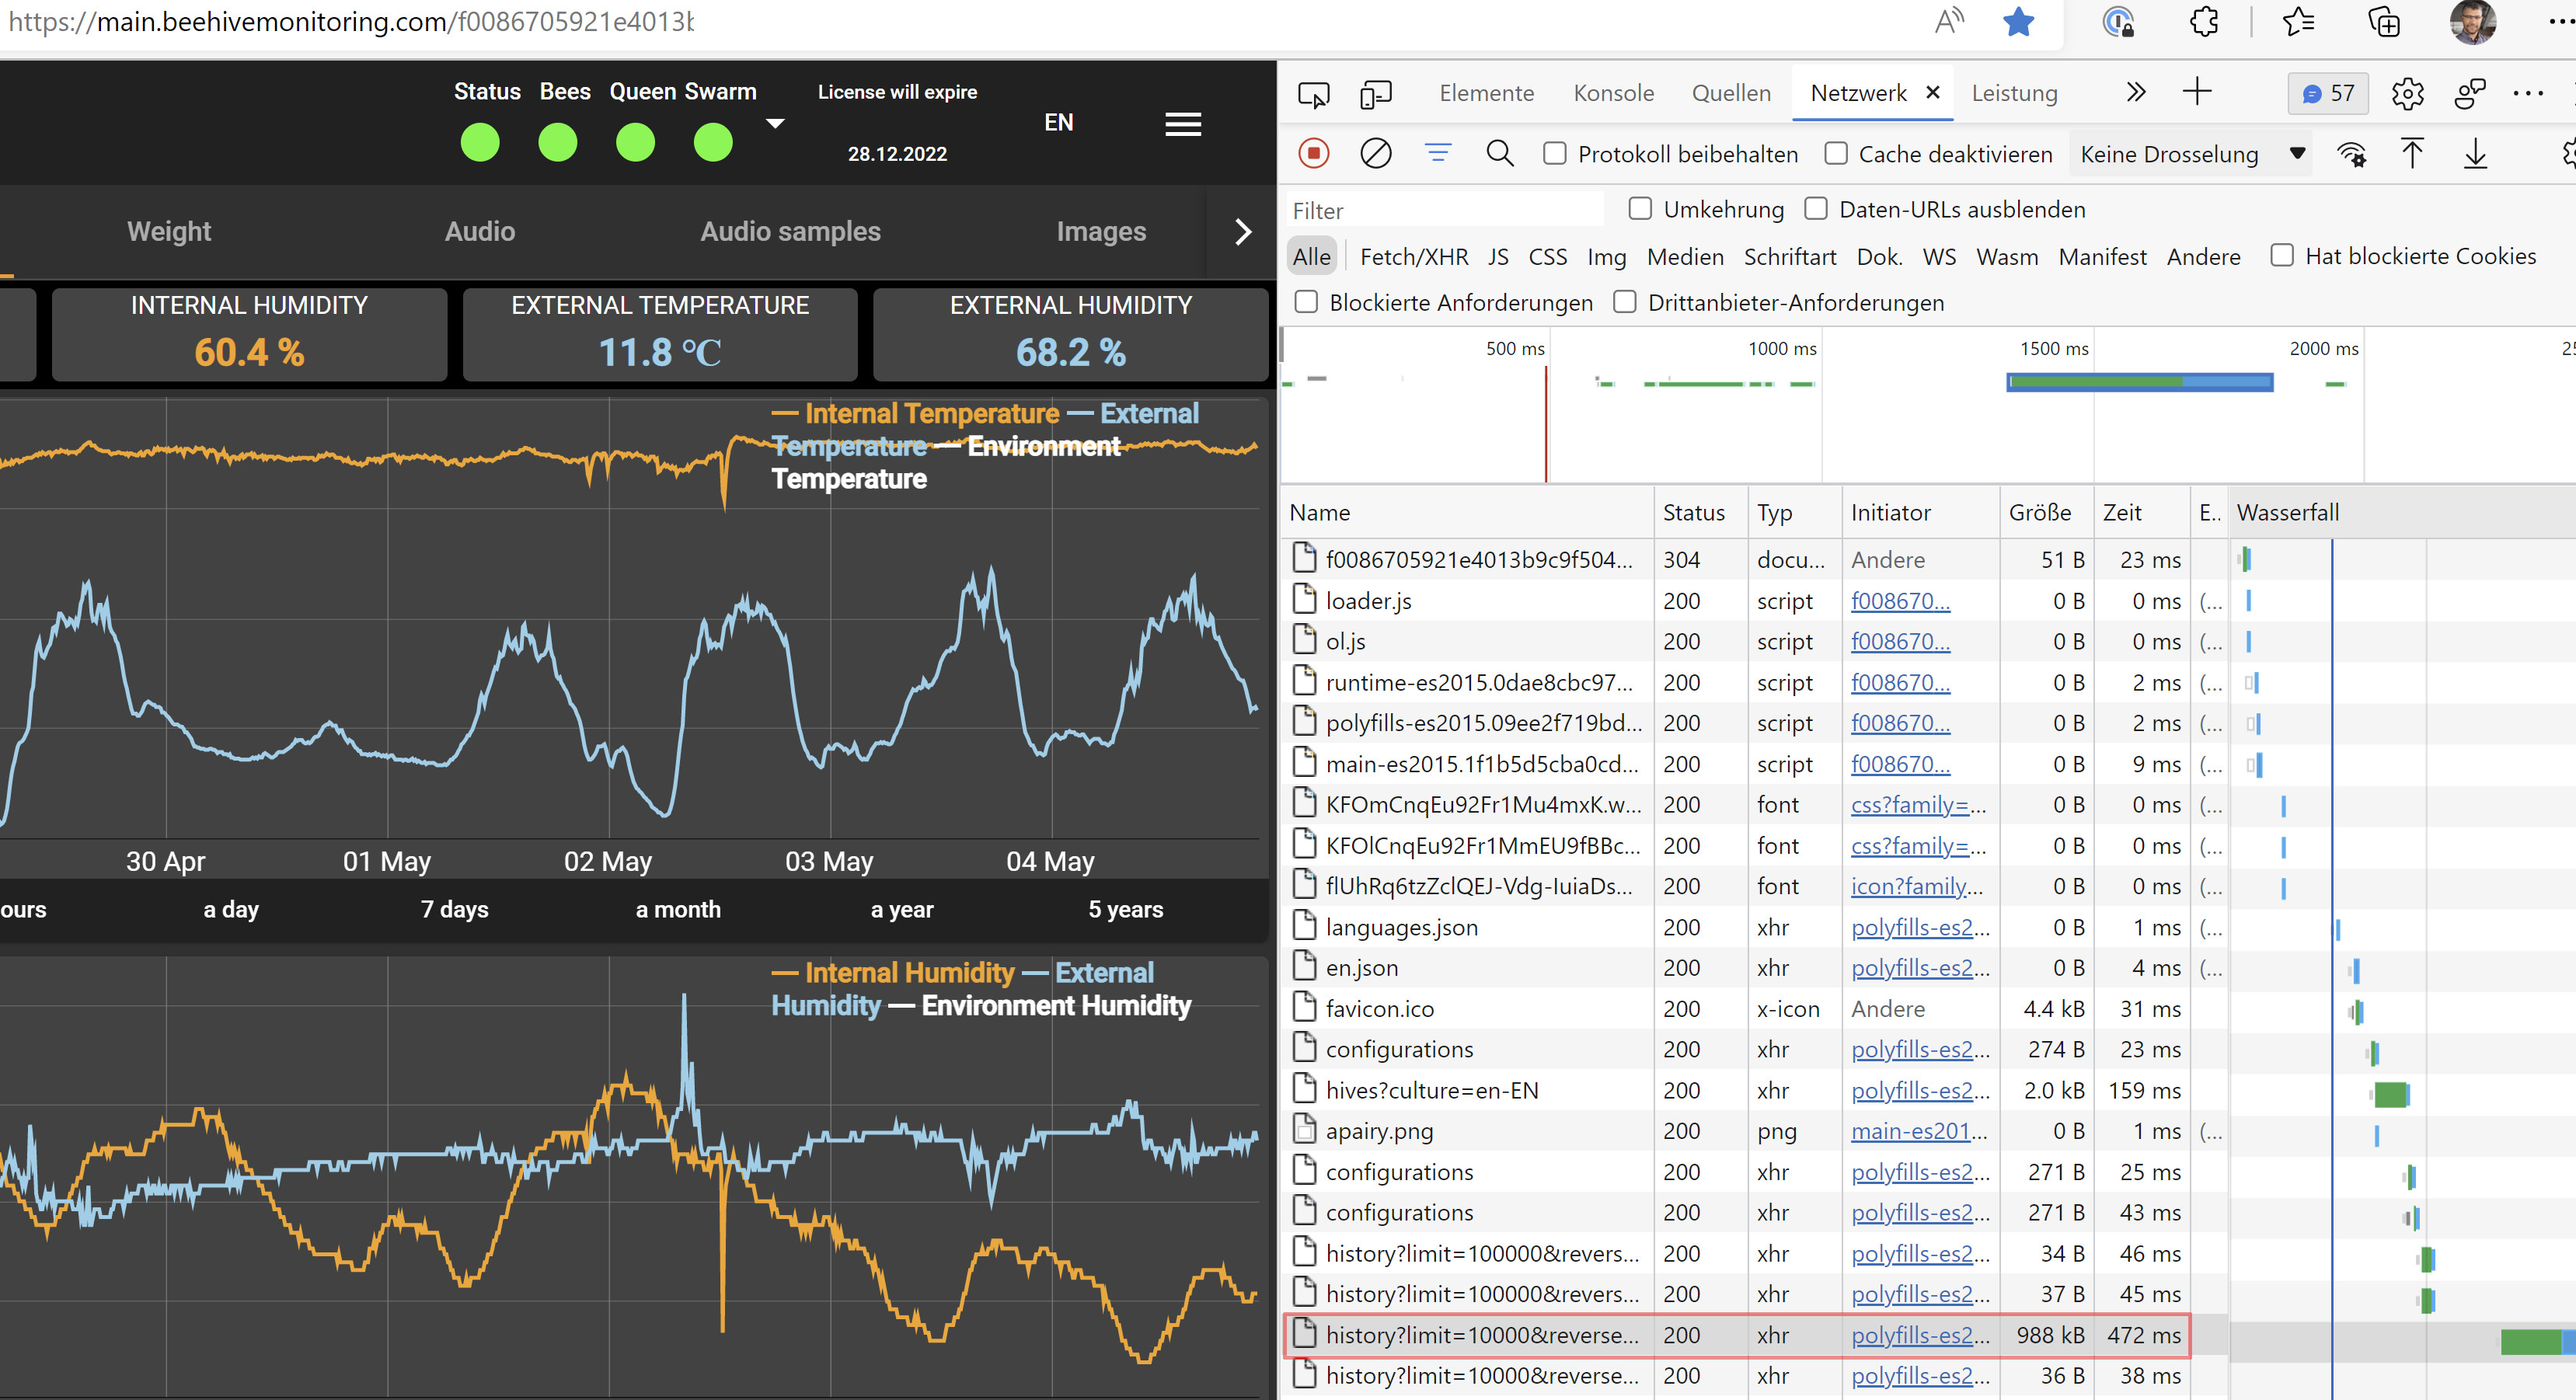 https://main.beehivemonitoring.com/f0086705921e4013b
Status Bees Queen Swarm
License will expire
28.12.2022
EN
Weight Audio Audio samples Images
INTERNAL HUMIDITY
60.4 %
EXTERNAL TEMPERATURE
11.8 °C
EXTERNAL HUMIDITY
68.2 %
Internal Temperature — External
Temperature — Environment
Temperature
30 Apr 01 May 02 May 03 May 04 May
ours a day 7 days a month a year 5 years
Internal Humidity — External
Humidity — Environment Humidity
Elemente Konsole Quellen Netzwerk Leistung 57
Protokoll beibehalten Cache deaktivieren Keine Drosselung
Filter Umkehrung Daten-URLs ausblenden
Alle Fetch/XHR JS CSS Img Medien Schriftart Dok. WS Wasm Manifest Andere Hat blockierte Cookies
Blockierte Anforderungen Drittanbieter-Anforderungen
500 ms 1000 ms 1500 ms 2000 ms 25
Name Status Typ Initiator Größe Zeit E.. Wasserfall
f0086705921e4013b9c9f504... 304 docu... Andere 51 B 23 ms
loader.js 200 script f008670... 0 B 0 ms (...
ol.js 200 script f008670... 0 B 0 ms (...
runtime-es2015.0dae8cbc97... 200 script f008670... 0 B 2 ms (...
polyfills-es2015.09ee2f719bd... 200 script f008670... 0 B 2 ms (...
main-es2015.1f1b5d5cba0cd... 200 script f008670... 0 B 9 ms (...
KFOmCnqEu92Fr1Mu4mxK.w... 200 font css?family=... 0 B 0 ms (...
KFOlCnqEu92Fr1MmEU9fBBc... 200 font css?family=... 0 B 0 ms (...
flUhRq6tzZclQEJ-Vdg-IuiaDs... 200 font icon?family... 0 B 0 ms (...
languages.json 200 xhr polyfills-es2... 0 B 1 ms (...
en.json 200 xhr polyfills-es2... 0 B 4 ms (...
favicon.ico 200 x-icon Andere 4.4 kB 31 ms
configurations 200 xhr polyfills-es2... 274 B 23 ms
hives?culture=en-EN 200 xhr polyfills-es2... 2.0 kB 159 ms
apairy.png 200 png main-es201... 0 B 1 ms (...
configurations 200 xhr polyfills-es2... 271 B 25 ms
configurations 200 xhr polyfills-es2... 271 B 43 ms
history?limit=100000&revers... 200 xhr polyfills-es2... 34 B 46 ms
history?limit=100000&revers... 200 xhr polyfills-es2... 37 B 45 ms
history?limit=10000&reverse... 200 xhr polyfills-es2... 988 kB 472 ms
history?limit=10000&reverse... 200 xhr polyfills-es2... 36 B 38 ms